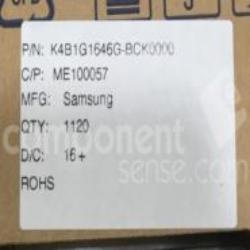 P/N: K4B1G1646G-BCK0000
C/P: ME100057
MFG: Samsung
QTY: 1120
D/C: 16+
ROHS
component
sense.com